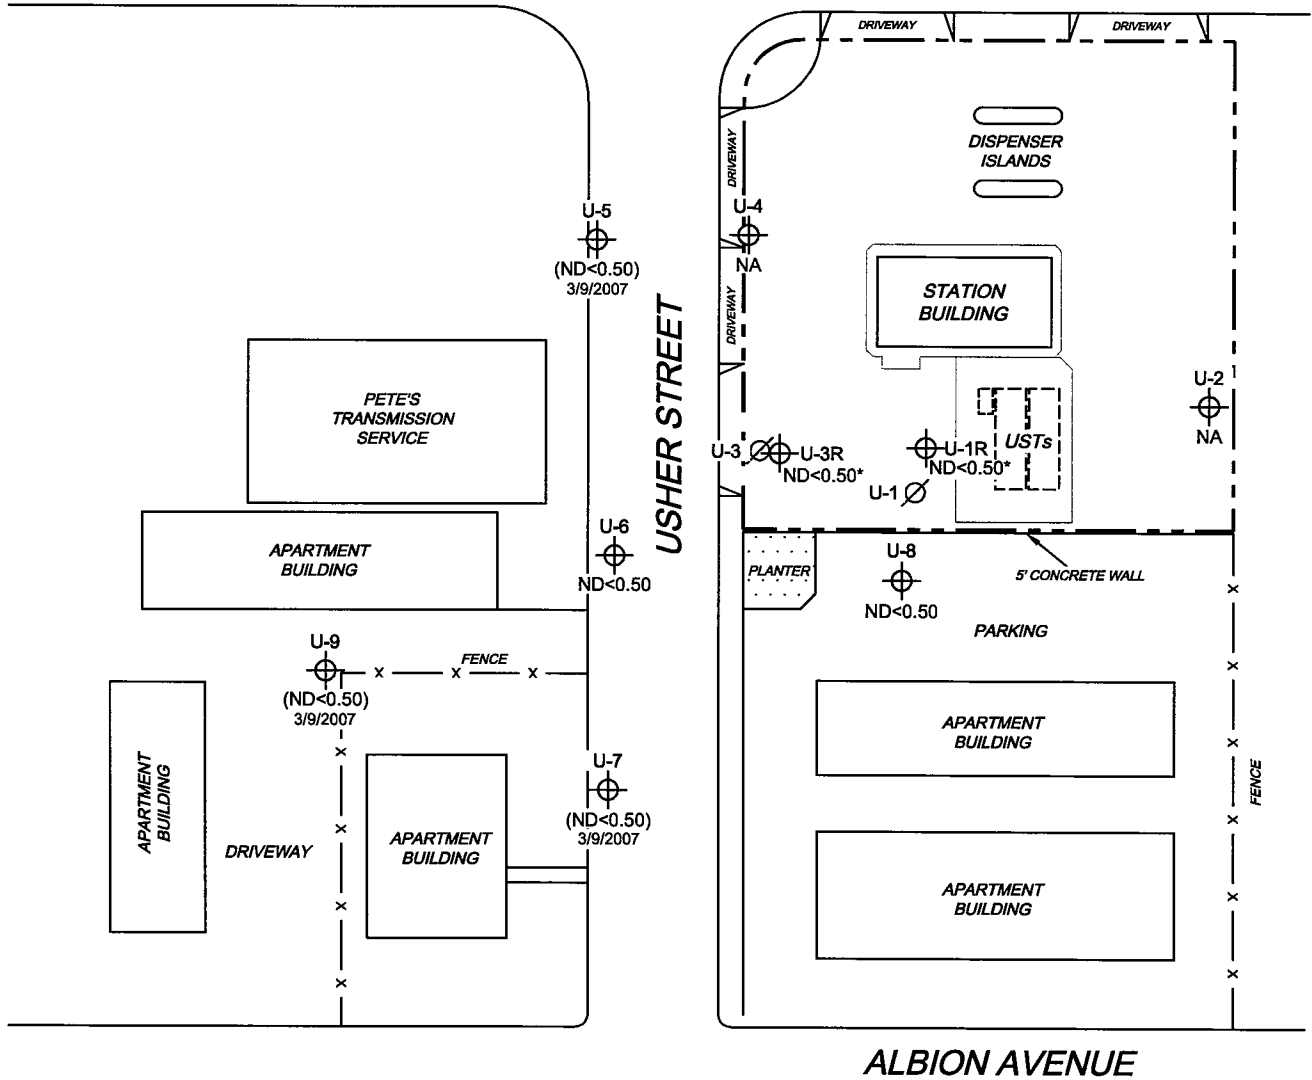 DRIVEWAY
DRIVEWAY
DISPENSER
ISLANDS
DRIVEWAY
U-5
(ND<0.50)
3/9/2007
U-4
NA
DRIVEWAY
STATION
BUILDING
USHER STREET
PETE'S
TRANSMISSION
SERVICE
U-2
NA
U-3
U-3R
ND<0.50*
U-1R
ND<0.50*
USTs
U-1
APARTMENT
BUILDING
U-6
ND<0.50
PLANTER
U-8
ND<0.50
5' CONCRETE WALL
PARKING
U-9
(ND<0.50)
3/9/2007
FENCE
APARTMENT
BUILDING
U-7
(ND<0.50)
3/9/2007
FENCE
APARTMENT
BUILDING
DRIVEWAY
APARTMENT
BUILDING
APARTMENT
BUILDING
ALBION AVENUE